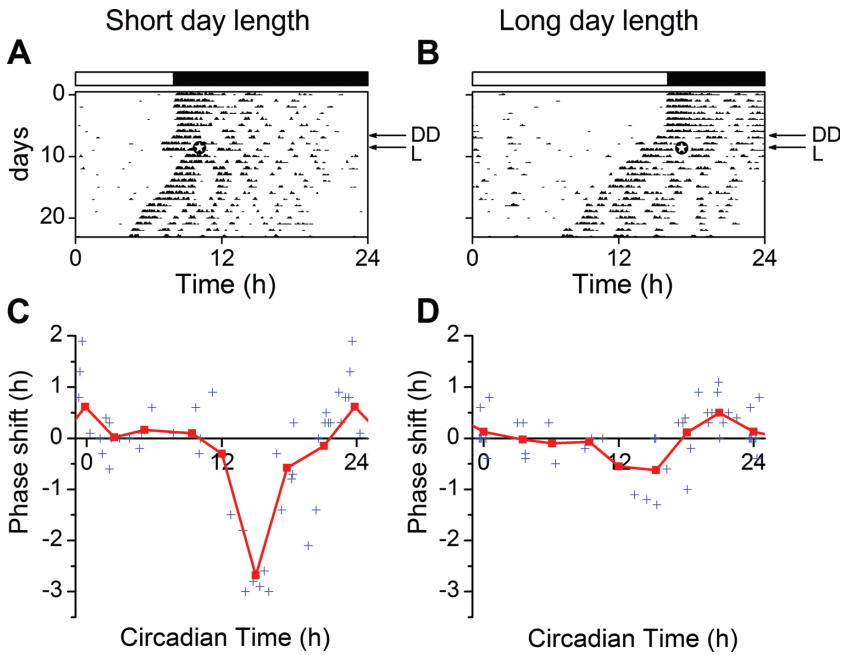 Short day length
Long day length
A
B
0
10
20
days
DD
L
DD
L
0
12
24
Time (h)
0
12
24
Time (h)
C
D
2
1
0
-1
-2
-3
Phase shift (h)
0
12
24
Circadian Time (h)
2
1
0
-1
-2
-3
Phase shift (h)
0
12
24
Circadian Time (h)